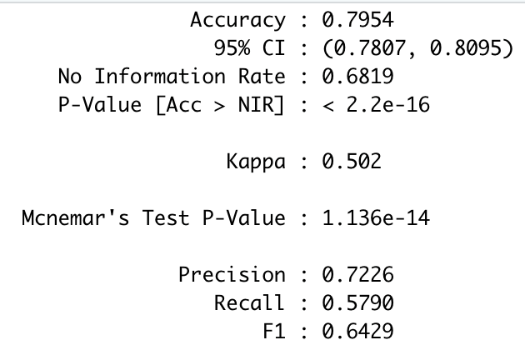 Accuracy : 0.7954
95% CI : (0.7807, 0.8095)
No Information Rate : 0.6819
P-Value [Acc > NIR] : < 2.2e-16
Kappa : 0.502
Mcnemar's Test P-Value : 1.136e-14
Precision : 0.7226
Recall : 0.5790
F1 : 0.6429